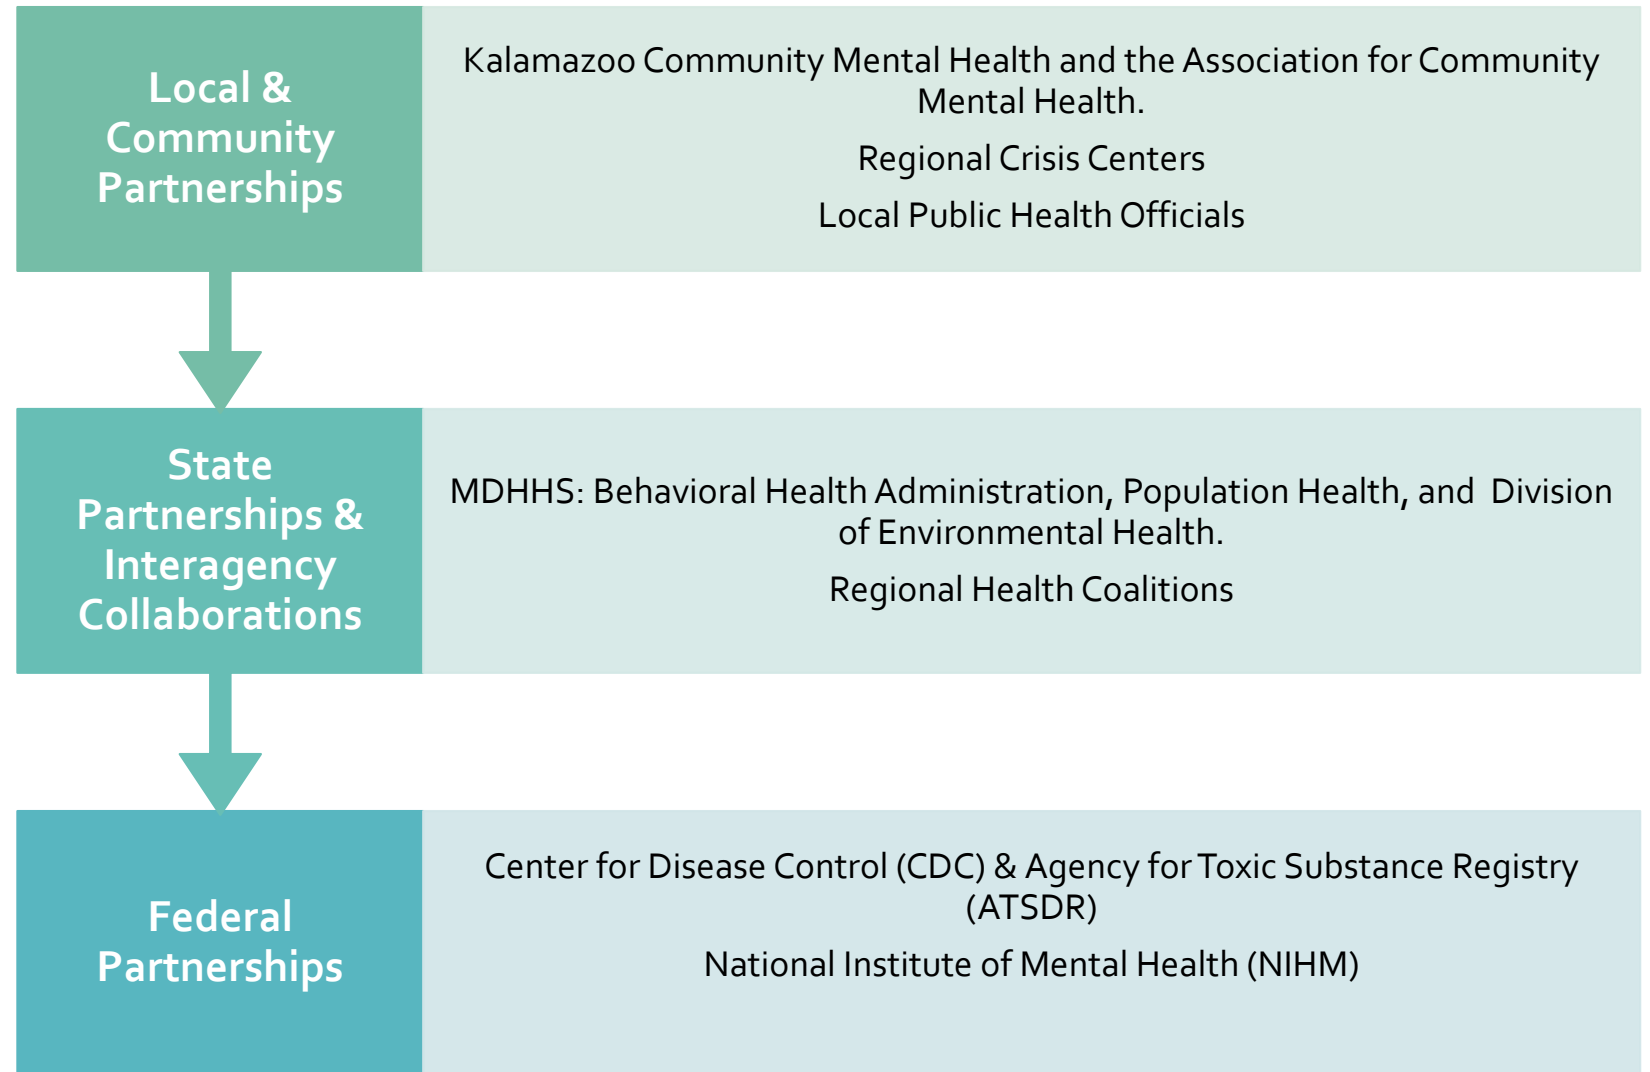 Local &
Community
Partnerships
Kalamazoo Community Mental Health and the Association for Community
Mental Health.
Regional Crisis Centers
Local Public Health Officials
State
Partnerships &
Interagency
Collaborations
MDHHS: Behavioral Health Administration, Population Health, and  Division
of Environmental Health.
Regional Health Coalitions
Federal
Partnerships
Center for Disease Control (CDC) & Agency for Toxic Substance Registry
(ATSDR)
National Institute of Mental Health (NIHM)